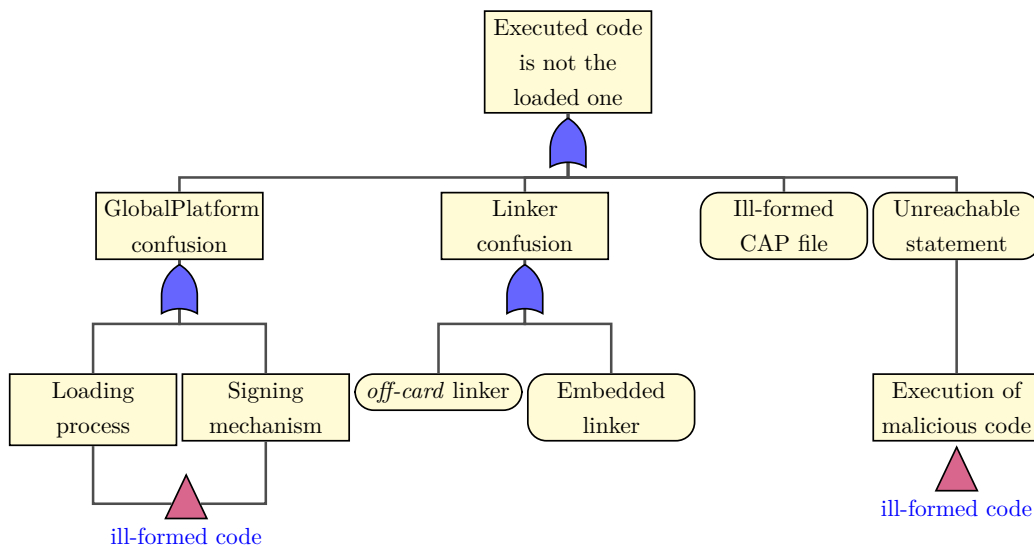 Executed code
is not the
loaded one
GlobalPlatform
confusion
Linker
confusion
Ill-formed
CAP file
Unreachable
statement
Loading
process
Signing
mechanism
off-card linker
Embedded
linker
Execution of
malicious code
ill-formed code
ill-formed code